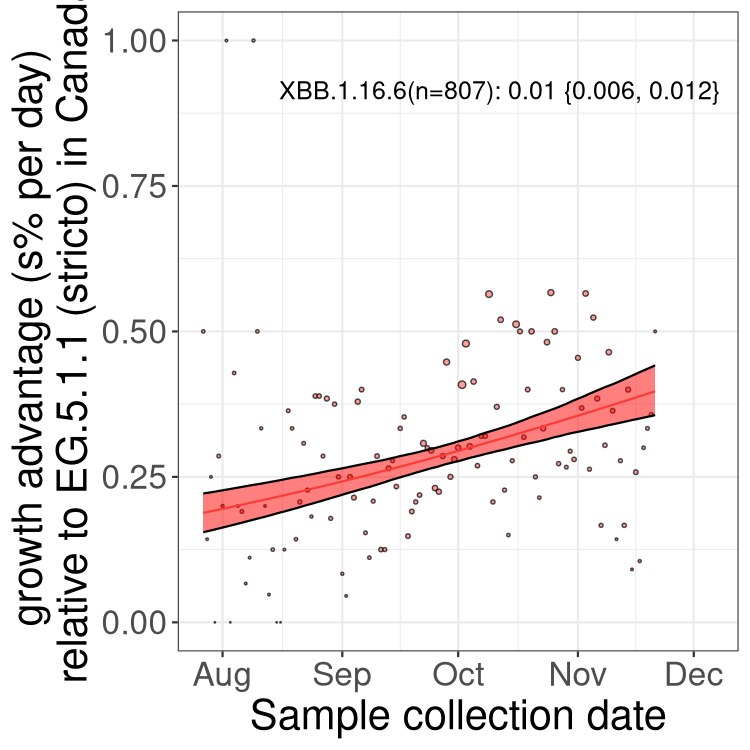 growth advantage (s% per day)
relative to EG.5.1.1 (stricto) in Canada
1.00
0.75
0.50
0.25
0.00
XBB.1.16.6(n=807): 0.01 {0.006, 0.012}
Aug Sep Oct Nov Dec
Sample collection date